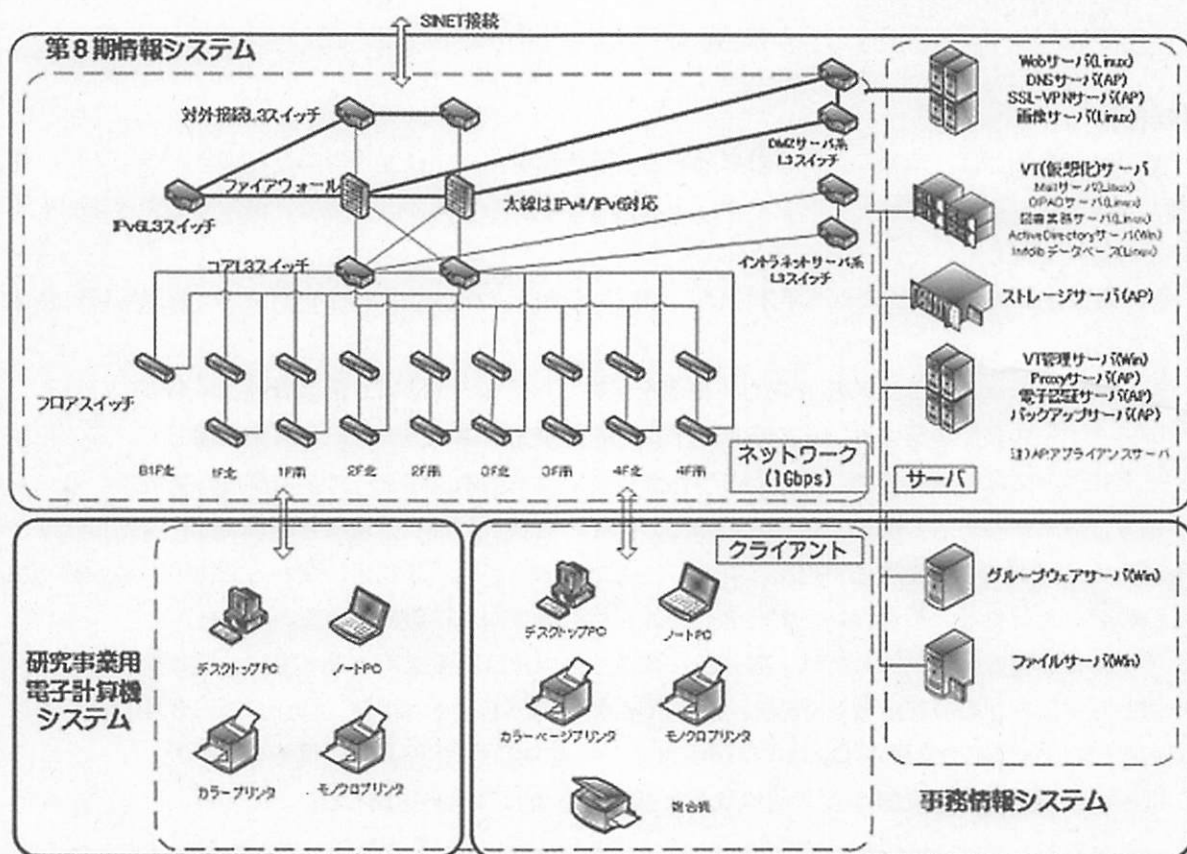 SINET接続
第8期情報システム
対外接続L3スイッチ
ファイアウォール
太線はIPv4/IPv6対応
IPv6L3スイッチ
コアL3スイッチ
DMZサーバ系
L3スイッチ
イントラネットサーバ系
L3スイッチ
フロアスイッチ
B1F北
1F北
1F南
2F北
2F南
3F北
3F南
4F北
4F南
ネットワーク
(1Gbps)
Webサーバ(Linux)
DNSサーバ(AP)
SSL-VPNサーバ(AP)
画像サーバ(Linux)
VT(仮想化)サーバ
Mailサーバ(Linux)
OPACサーバ(Linux)
図書業務サーバ(Linux)
ActiveDirectoryサーバ(Win)
Infolibデータベース(Linux)
ストレージサーバ(AP)
VT管理サーバ(Win)
Proxyサーバ(AP)
電子認証サーバ(AP)
バックアップサーバ(AP)
注)AP:アプライアンスサーバ
サーバ
研究事業用
電子計算機
システム
デスクトップPC
ノートPC
カラープリンタ
モノクロプリンタ
クライアント
デスクトップPC
ノートPC
カラーページプリンタ
モノクロプリンタ
複合機
グループウェアサーバ(Win)
ファイルサーバ(Win)
事務情報システム